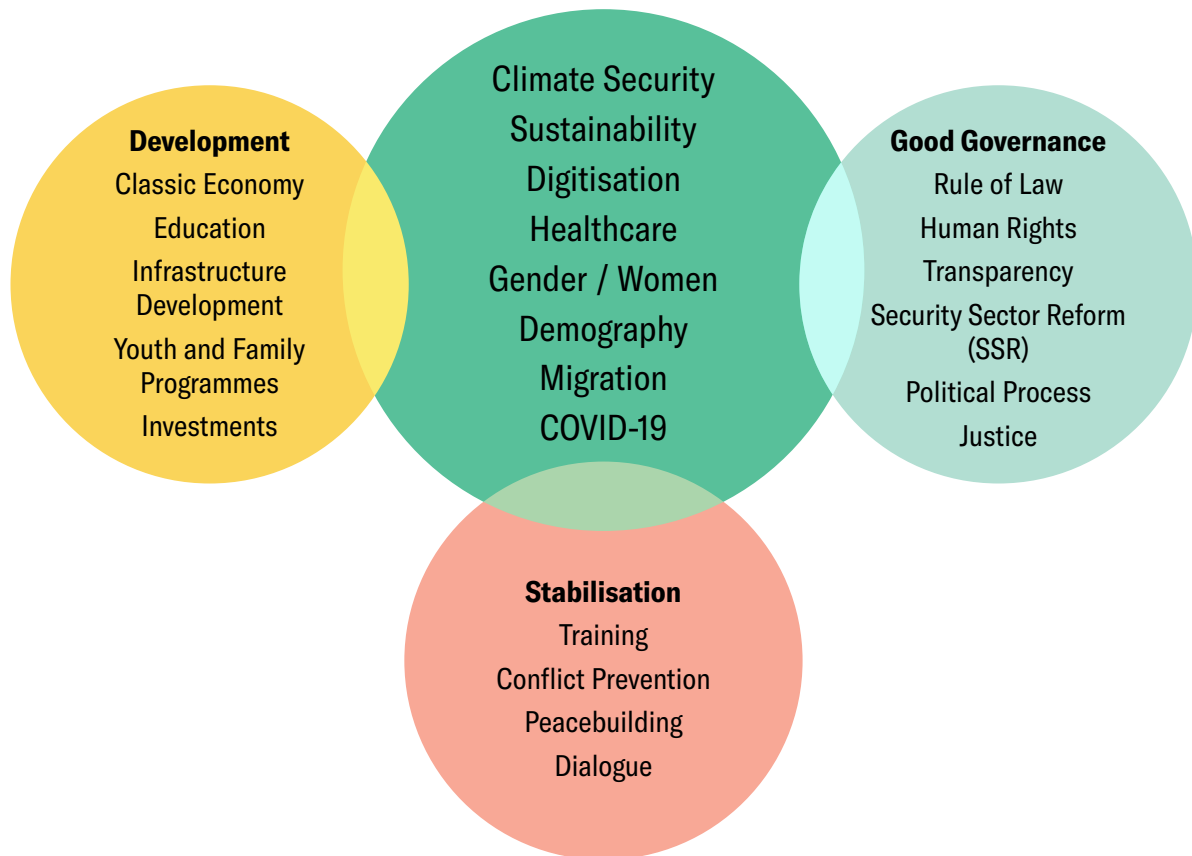 Climate Security
Sustainability
Digitisation
Healthcare
Gender / Women
Demography
Migration
COVID-19
Development
Classic Economy
Education
Infrastructure
Development
Youth and Family
Programmes
Investments
Good Governance
Rule of Law
Human Rights
Transparency
Security Sector Reform
(SSR)
Political Process
Justice
Stabilisation
Training
Conflict Prevention
Peacebuilding
Dialogue